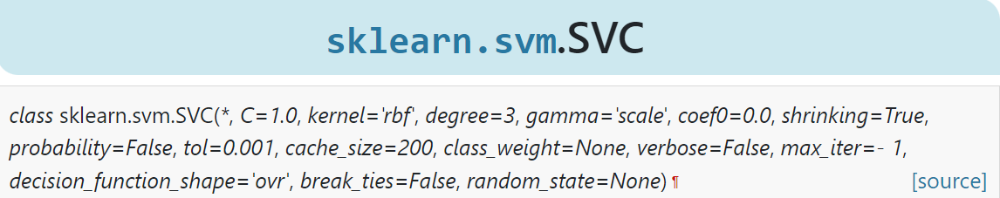 sklearn.svm.SVC
class sklearn.svm.SVC(*, C=1.0, kernel='rbf', degree=3, gamma='scale', coef0=0.0, shrinking=True,
probability=False, tol=0.001, cache_size=200, class_weight=None, verbose=False, max_iter=- 1,
decision_function_shape='ovr', break_ties=False, random_state=None) ¶ [source]